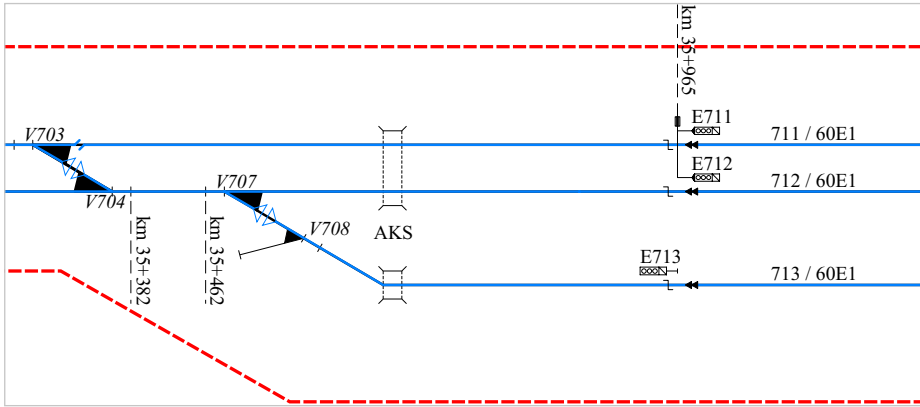 km 35+965
E711
V703
711 / 60E1
E712
V707
712 / 60E1
V704
V708
AKS
km 35+382
km 35+462
E713
713 / 60E1